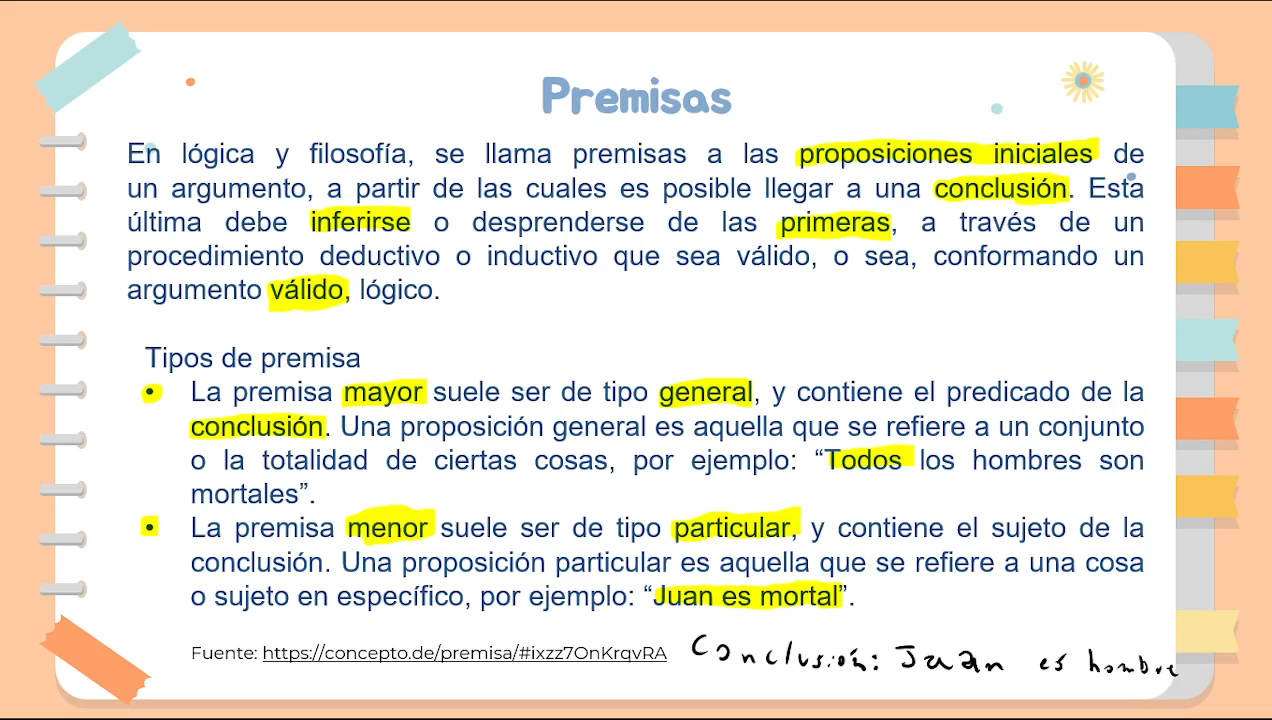 Premisas
En lógica y filosofía, se llama premisas a las proposiciones iniciales de
un argumento, a partir de las cuales es posible llegar a una conclusión. Esta
última debe inferirse o desprenderse de las primeras, a través de un
procedimiento deductivo o inductivo que sea válido, o sea, conformando un
argumento válido, lógico.
Tipos de premisa
• La premisa mayor suele ser de tipo general, y contiene el predicado de la
conclusión. Una proposición general es aquella que se refiere a un conjunto
o la totalidad de ciertas cosas, por ejemplo: “Todos los hombres son
mortales”.
• La premisa menor suele ser de tipo particular, y contiene el sujeto de la
conclusión. Una proposición particular es aquella que se refiere a una cosa
o sujeto en específico, por ejemplo: “Juan es mortal”.
Fuente: https://concepto.de/premisa/#ixzz7OnKrqvRA
Conclusión: Juan es hombre